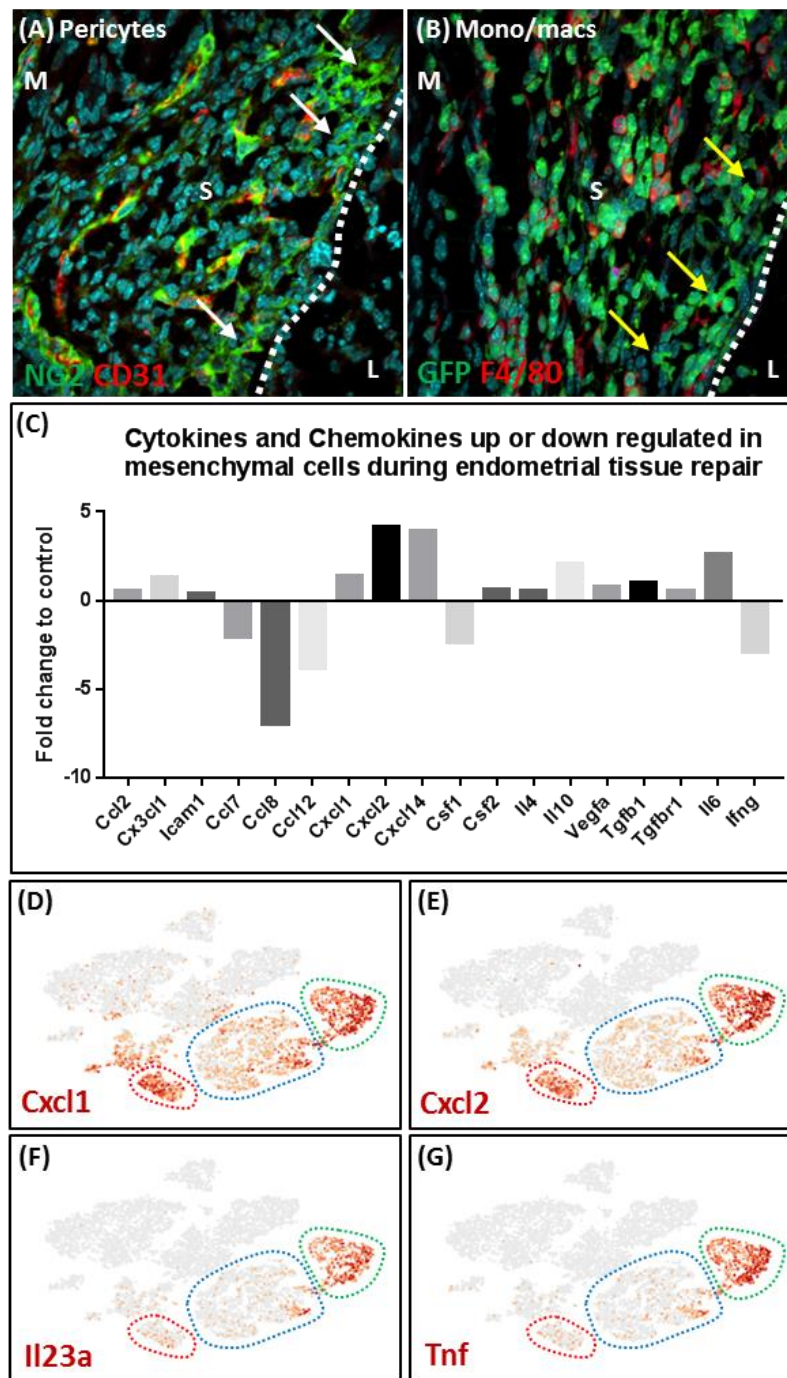 (A) Pericytes
M
S
L
NG2 CD31
(B) Mono/macs
M
S
L
GFP F4/80
(C)
Cytokines and Chemokines up or down regulated in
mesenchymal cells during endometrial tissue repair
Fold change to control
5
0
-5
-10
Ccl2
Cx3cl1
Icam1
Ccl7
Ccl8
Ccl12
Cxcl1
Cxcl2
Cxcl14
Csf1
Csf2
Il4
Il10
Vegfa
Tgfb1
Tgfbr1
Il6
Ifng
(D)
Cxcl1
(E)
Cxcl2
(F)
Il23a
(G)
Tnf